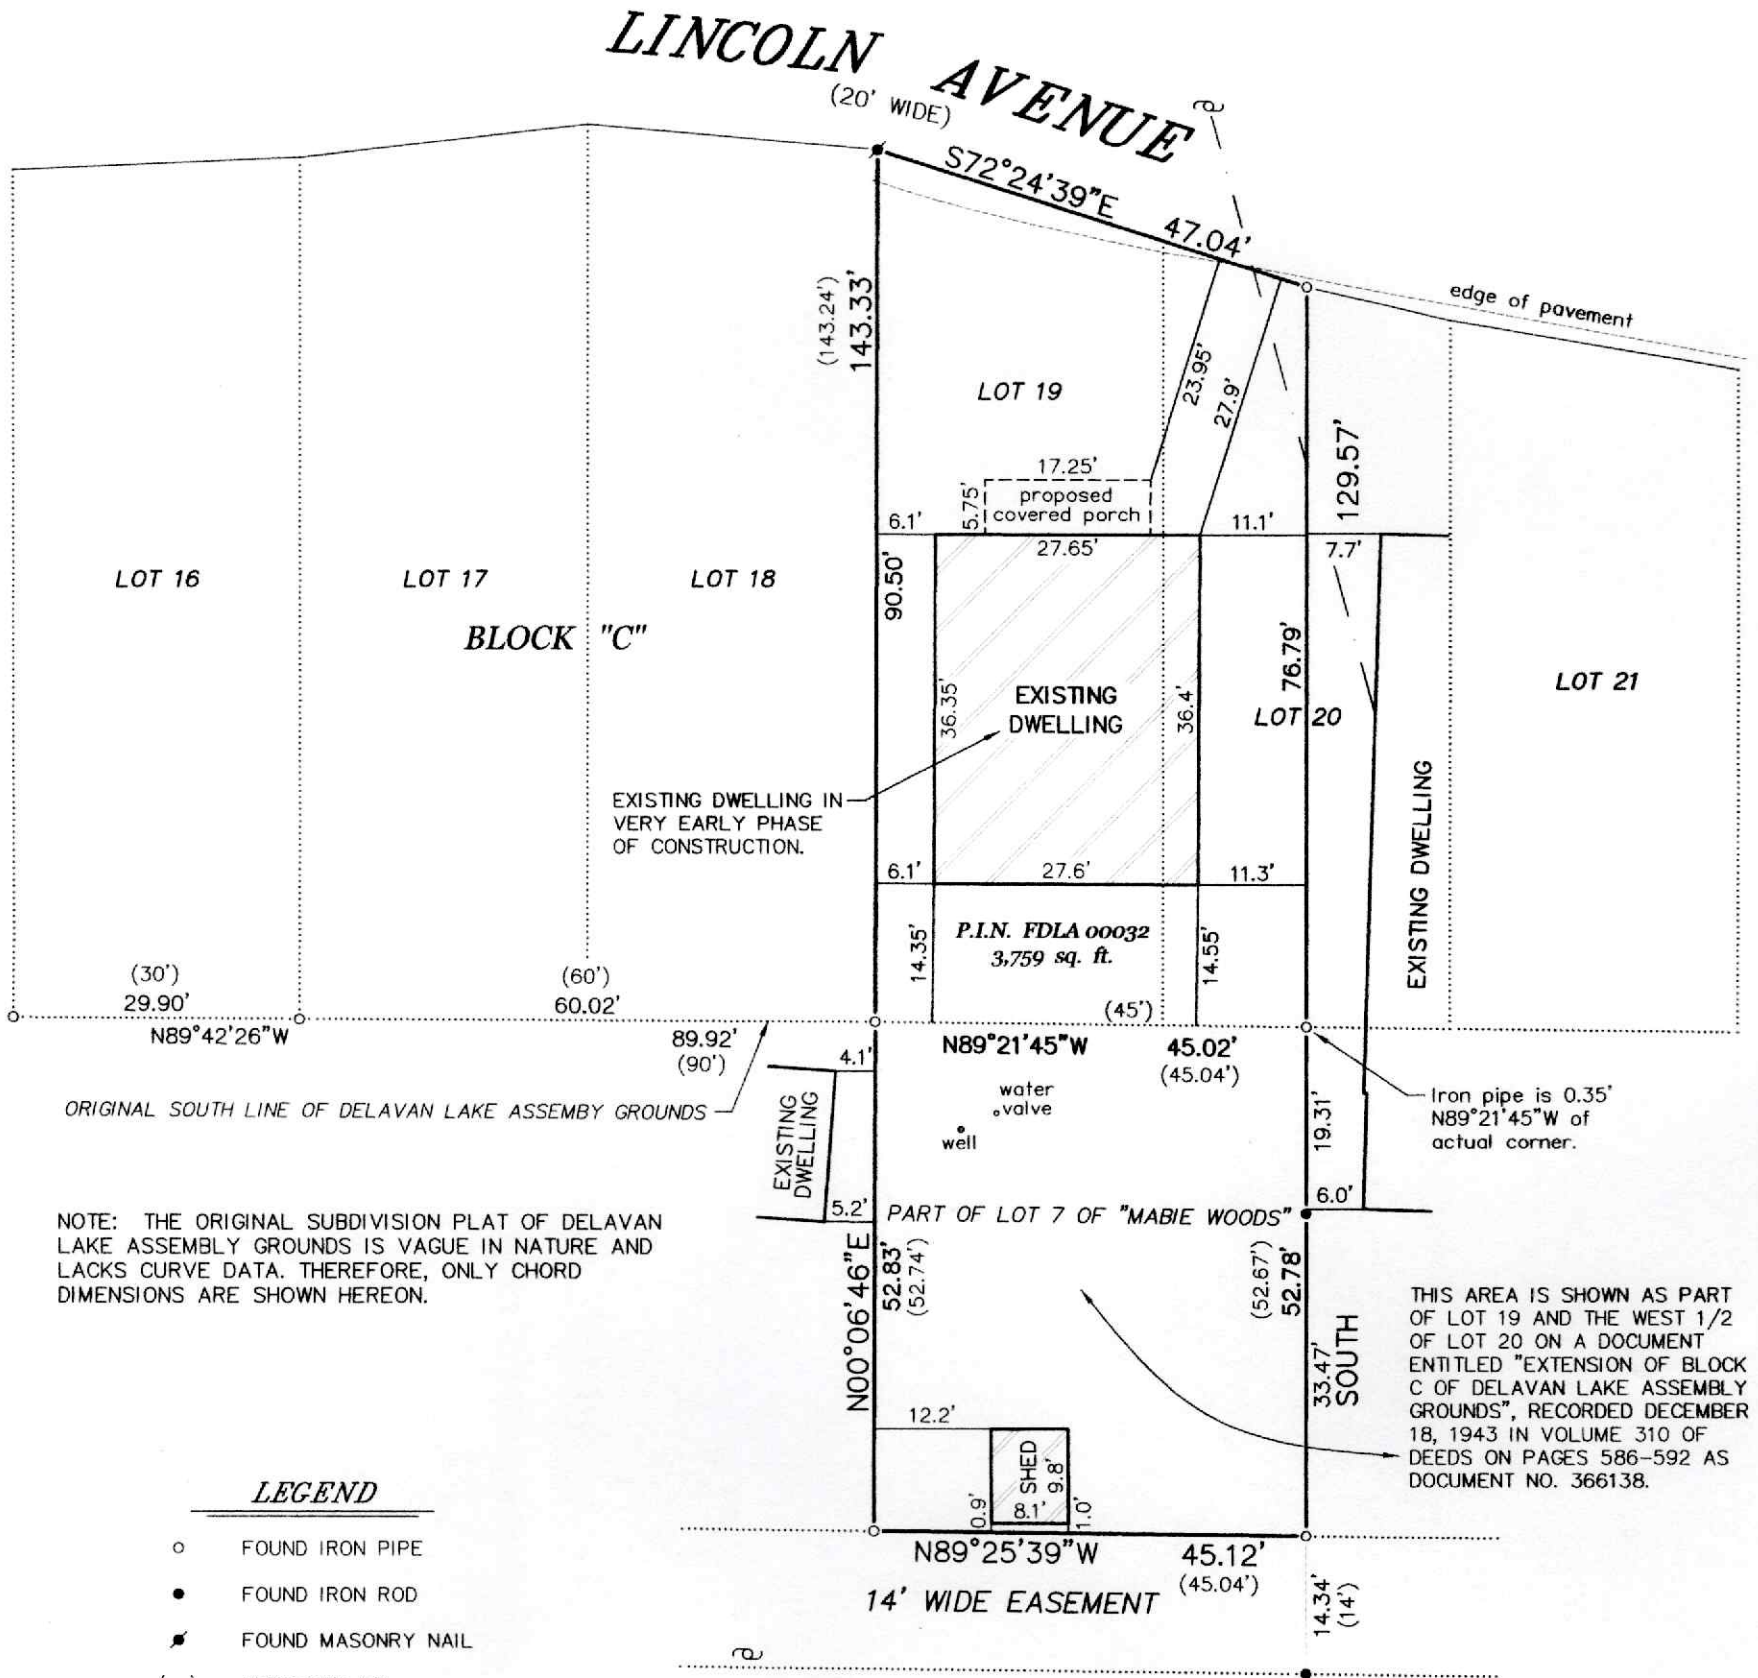 LINCOLN AVENUE
(20' WIDE)
S72°24'39"E 47.04'
edge of pavement
(143.24')
143.33'
LOT 19
23.95'
27.9'
129.57'
17.25'
proposed
covered porch
5.75'
6.1'
27.65'
11.1'
7.7'
LOT 16
LOT 17
LOT 18
BLOCK "C"
90.50'
36.35'
EXISTING
DWELLING
36.4'
76.79'
LOT 20
LOT 21
EXISTING DWELLING IN
VERY EARLY PHASE
OF CONSTRUCTION.
EXISTING DWELLING
6.1'
27.6'
11.3'
14.35'
P.I.N. FDLA 00032
3,759 sq. ft.
14.55'
(30')
29.90'
N89°42'26"W
(60')
60.02'
89.92'
(90')
(45')
N89°21'45"W
45.02'
(45.04')
4.1'
water
valve
well
ORIGINAL SOUTH LINE OF DELAVAN LAKE ASSEMBY GROUNDS
EXISTING
DWELLING
19.31'
Iron pipe is 0.35'
N89°21'45"W of
actual corner.
5.2'
6.0'
PART OF LOT 7 OF "MABIE WOODS"
NOTE: THE ORIGINAL SUBDIVISION PLAT OF DELAVAN
LAKE ASSEMBLY GROUNDS IS VAGUE IN NATURE AND
LACKS CURVE DATA. THEREFORE, ONLY CHORD
DIMENSIONS ARE SHOWN HEREON.
N00°06'46"E
52.83'
(52.74')
(52.67')
52.78'
33.47'
SOUTH
THIS AREA IS SHOWN AS PART
OF LOT 19 AND THE WEST 1/2
OF LOT 20 ON A DOCUMENT
ENTITLED "EXTENSION OF BLOCK
C OF DELAVAN LAKE ASSEMBLY
GROUNDS", RECORDED DECEMBER
18, 1943 IN VOLUME 310 OF
DEEDS ON PAGES 586-592 AS
DOCUMENT NO. 366138.
12.2'
SHED
9.8'
8.1'
0.9'
1.0'
N89°25'39"W
45.12'
(45.04')
14' WIDE EASEMENT
14.34'
(14')
LEGEND
FOUND IRON PIPE
FOUND IRON ROD
FOUND MASONRY NAIL